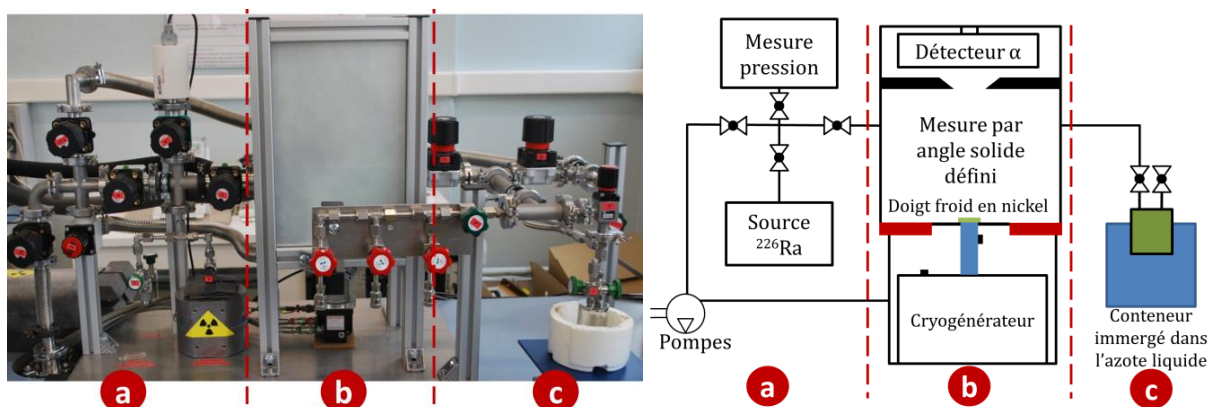 a
b
c
Mesure
pression
Source
²²⁶Ra
Pompes
a
Détecteur α
Mesure par
angle solide
défini
Doigt froid en nickel
Cryogénérateur
b
Conteneur
immergé dans
l'azote liquide
c